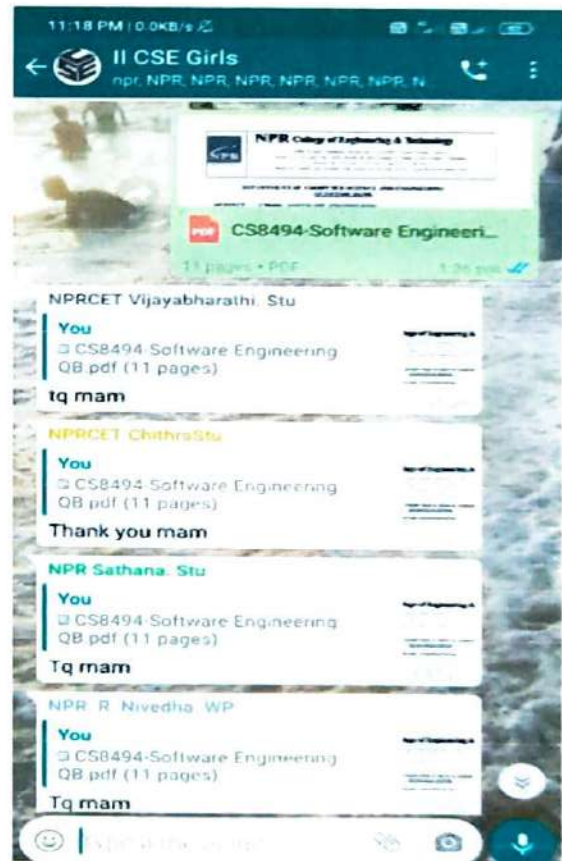 11:18 PM | 0.0KB/s
II CSE Girls
npr, NPR, NPR, NPR, NPR, NPR, NPR, N...
NPR College of Engineering & Technology
PDF
CS8494-Software Engineeri...
11 pages • PDF
NPRCET Vijayabharathi. Stu
You
CS8494-Software Engineering
QB.pdf (11 pages)
tq mam
NPRCET ChithraStu
You
CS8494-Software Engineering
QB.pdf (11 pages)
Thank you mam
NPR Sathana. Stu
You
CS8494-Software Engineering
QB.pdf (11 pages)
Tq mam
NPR R. Nivedha. WP
You
CS8494-Software Engineering
QB.pdf (11 pages)
Tq mam